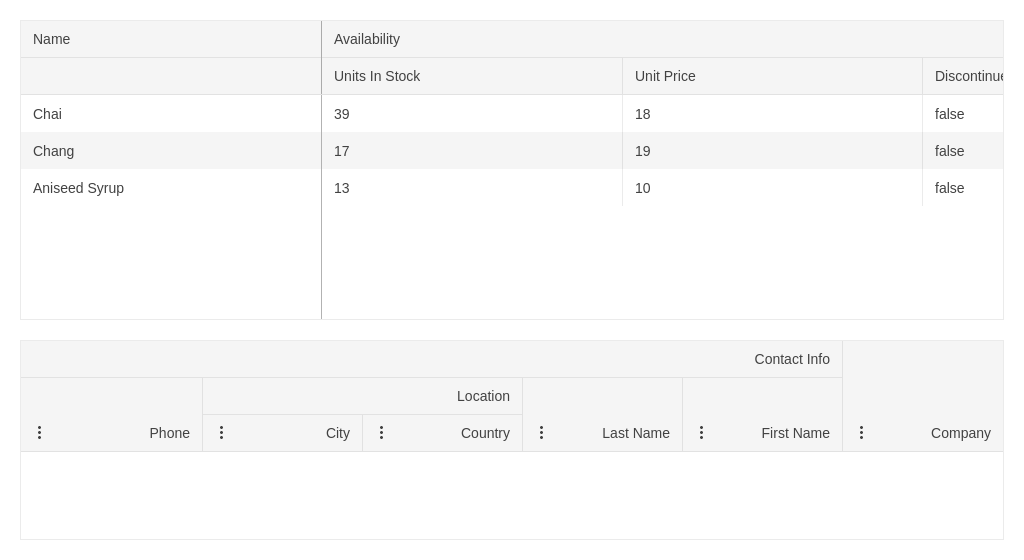 Name Availability
Units In Stock Unit Price Discontinue
Chai 39 18 false
Chang 17 19 false
Aniseed Syrup 13 10 false
Contact Info
Location
Phone City Country Last Name First Name Company